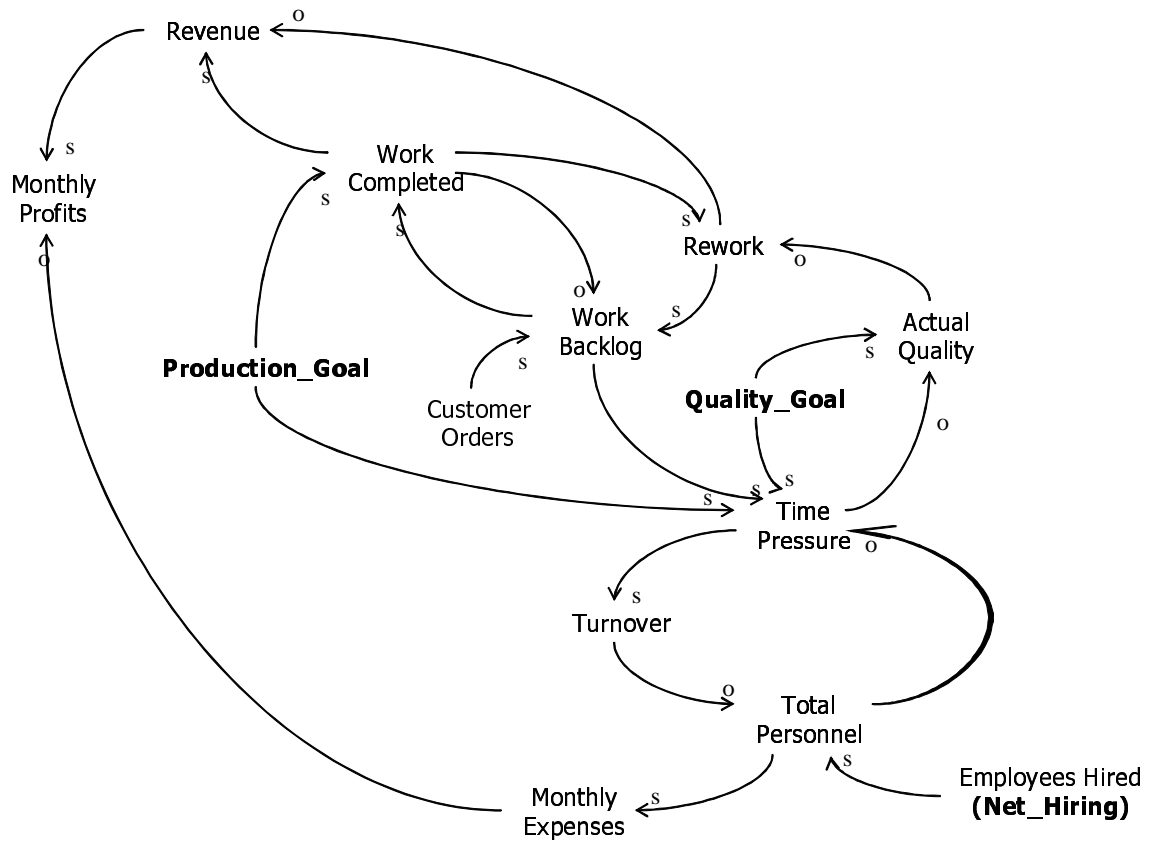 o
Revenue
s
s
Work
Completed
Monthly
Profits
s
s
s
Rework
o
o
o
s
Work
Backlog
s
Actual
Quality
s
s
Production_Goal
Quality_Goal
Customer
Orders
o
s
s
s
Time
Pressure
o
s
Turnover
o
Total
Personnel
s
Employees Hired
(Net_Hiring)
s
Monthly
Expenses